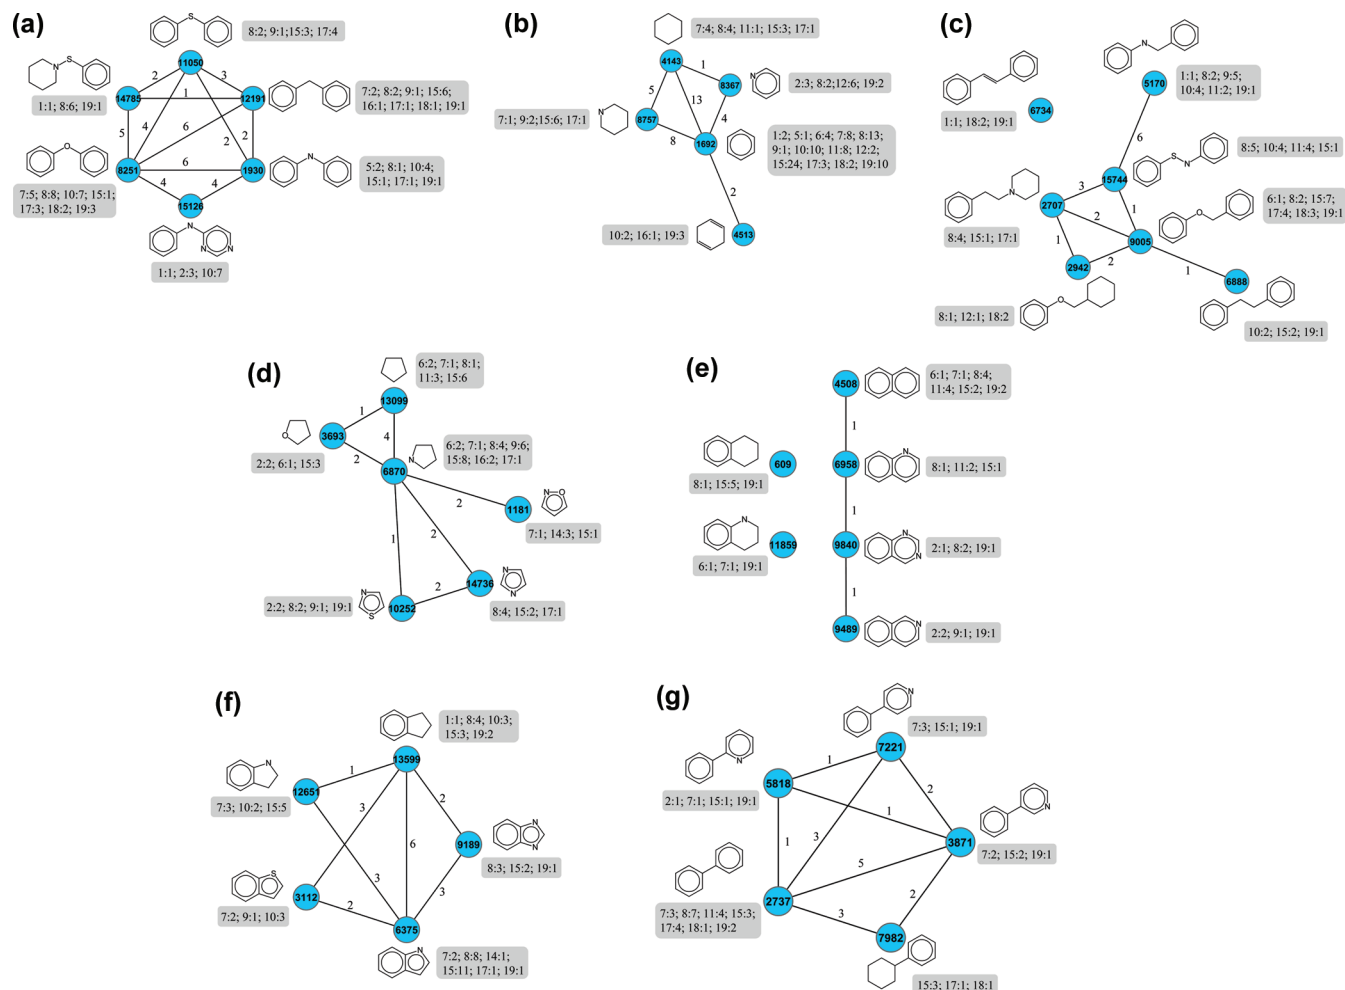 (a)
S
8:2; 9:1;15:3; 17:4
11050
N
S
1:1; 8:6; 19:1
14785
2
3
1
12191
7:2; 8:2; 9:1; 15:6;
16:1; 17:1; 18:1; 19:1
5
4
6
2
2
O
8251
6
1930
N
5:2; 8:1; 10:4;
15:1; 17:1; 19:1
7:5; 8:8; 10:7; 15:1;
17:3; 18:2; 19:3
4
4
15126
N
N
N
1:1; 2:3; 10:7
(b)
7:4; 8:4; 11:1; 15:3; 17:1
4143
1
8367
N
2:3; 8:2;12:6; 19:2
5
13
4
N
7:1; 9:2;15:6; 17:1
8757
8
1692
1:2; 5:1; 6:4; 7:8; 8:13;
9:1; 10:10; 11:8; 12:2;
15:24; 17:3; 18:2; 19:10
2
10:2; 16:1; 19:3
4513
(c)
N
5170
1:1; 8:2; 9:5;
10:4; 11:2; 19:1
6734
1:1; 18:2; 19:1
6
S
N
8:5; 10:4; 11:4; 15:1
15744
3
N
2707
8:4; 15:1; 17:1
2
1
O
6:1; 8:2; 15:7;
17:4; 18:3; 19:1
9005
1
2
2942
1
6888
O
8:1; 12:1; 18:2
10:2; 15:2; 19:1
(d)
6:2; 7:1; 8:1;
11:3; 15:6
13099
1
O
3693
2:2; 6:1; 15:3
4
2
6870
N
6:2; 7:1; 8:4; 9:6;
15:8; 16:2; 17:1
2
1181
N
O
7:1; 14:3; 15:1
2
1
14736
N
N
8:4; 15:2; 17:1
2
2:2; 8:2; 9:1; 19:1
N
S
10252
(e)
4508
6:1; 7:1; 8:4;
11:4; 15:2; 19:2
1
609
8:1; 15:5; 19:1
6958
N
8:1; 11:2; 15:1
1
N
11859
6:1; 7:1; 19:1
9840
N
N
2:1; 8:2; 19:1
1
9489
N
2:2; 9:1; 19:1
(f)
1:1; 8:4; 10:3;
15:3; 19:2
13599
N
12651
7:3; 10:2; 15:5
1
3
2
6
9189
N
N
8:3; 15:2; 19:1
3
3
S
3112
7:2; 9:1; 10:3
2
6375
N
7:2; 8:8; 14:1;
15:11; 17:1; 19:1
(g)
N
7:3; 15:1; 19:1
7221
N
5818
2:1; 7:1; 15:1; 19:1
1
2
1
N
3871
7:2; 15:2; 19:1
1
3
5
2
2737
7:3; 8:7; 11:4; 15:3;
17:4; 18:1; 19:2
3
7982
15:3; 17:1; 18:1